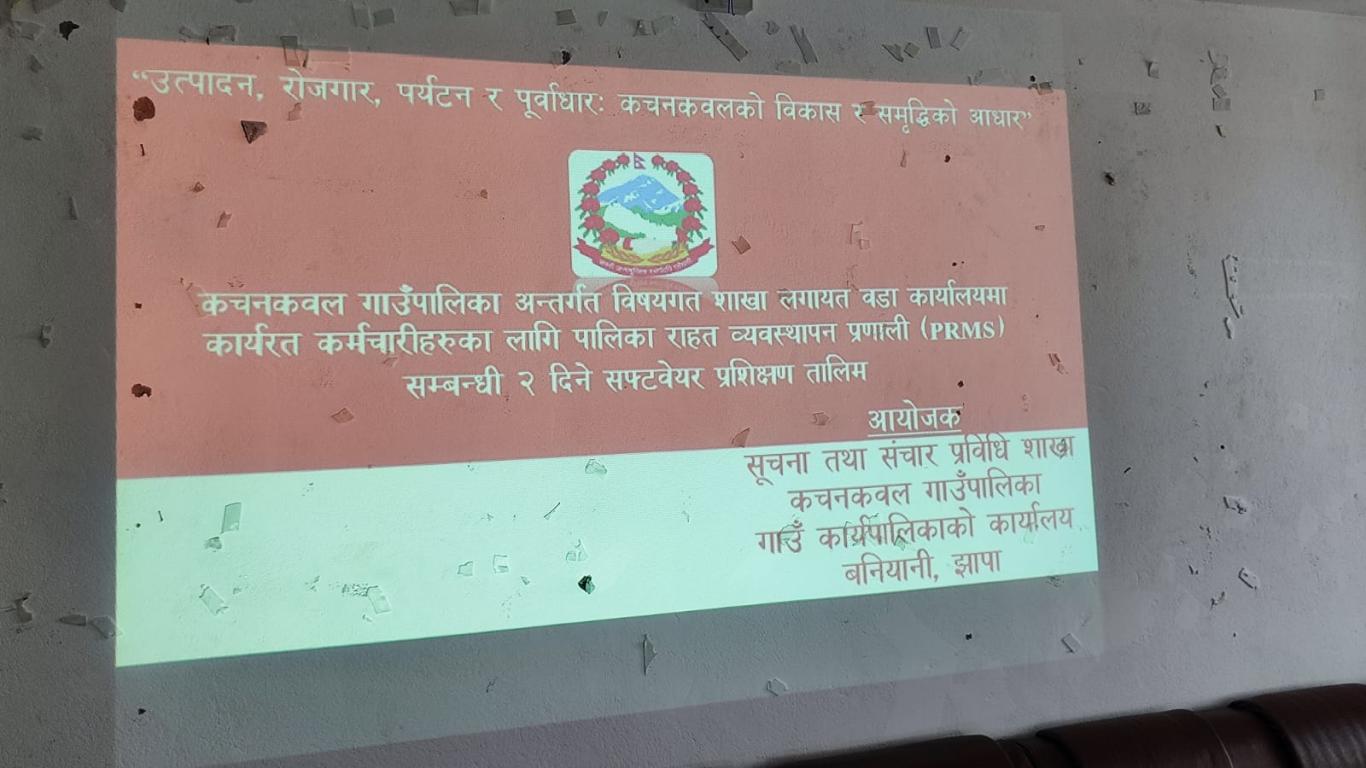 “उत्पादन, रोजगार, पर्यटन र पूर्वाधारः कचनकवलको विकास र समृद्धिको आधार”
कचनकवल गाउँपालिका अन्तर्गत विषयगत शाखा लगायत वडा कार्यालयमा
कार्यरत कर्मचारीहरुका लागि पालिका राहत व्यवस्थापन प्रणाली (PRMS)
सम्बन्धी २ दिने सफ्टवेयर प्रशिक्षण तालिम
आयोजक
सूचना तथा संचार प्रविधि शाखा
कचनकवल गाउँपालिका
गाउँ कार्यपालिकाको कार्यालय
बनियानी, झापा